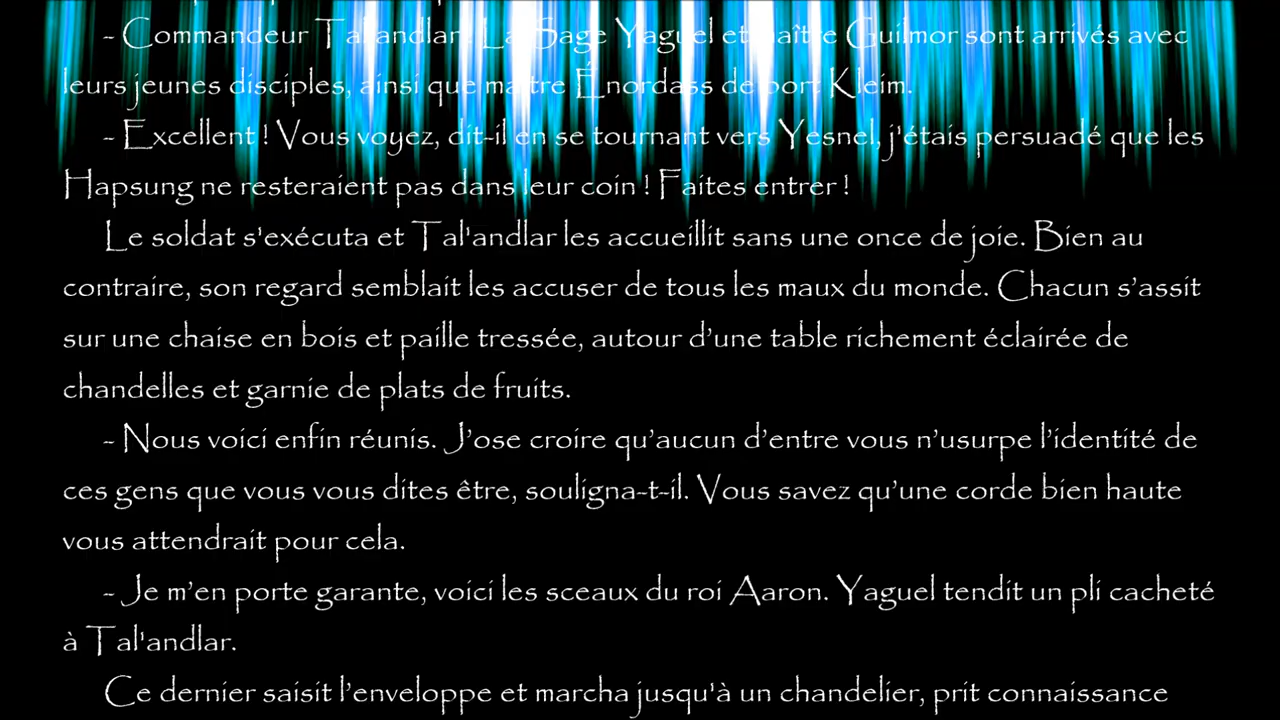 - Commandeur Tal'andlar ! La Sage Yaguel et maître Guilmor sont arrivés avec
leurs jeunes disciples, ainsi que maître Énordass de port Kleim.
- Excellent ! Vous voyez, dit-il en se tournant vers Yesnel, j'étais persuadé que les
Hapsung ne resteraient pas dans leur coin ! Faites entrer !
Le soldat s'exécuta et Tal'andlar les accueillit sans une once de joie. Bien au
contraire, son regard semblait les accuser de tous les maux du monde. Chacun s’assit
sur une chaise en bois et paille tressée, autour d’une table richement éclairée de
chandelles et garnie de plats de fruits.
- Nous voici enfin réunis. J’ose croire qu’aucun d’entre vous n’usurpe l’identité de
ces gens que vous vous dites être, souligna-t-il. Vous savez qu’une corde bien haute
vous attendrait pour cela.
- Je m’en porte garante, voici les sceaux du roi Aaron. Yaguel tendit un pli cacheté
à Tal'andlar.
Ce dernier saisit l’enveloppe et marcha jusqu'à un chandelier, prit connaissance